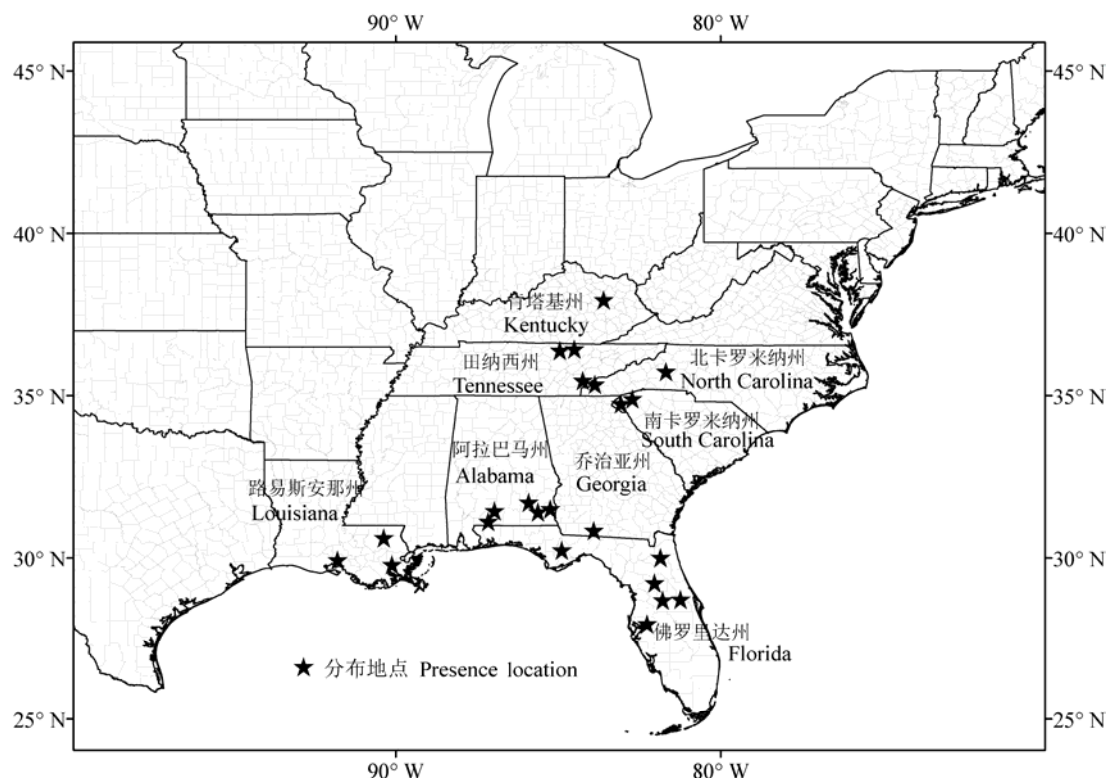 90° W
80° W
45° N
45° N
40° N
40° N
肯塔基州
Kentucky
田纳西州
Tennessee
北卡罗来纳州
North Carolina
35° N
35° N
南卡罗来纳州
South Carolina
阿拉巴马州
Alabama
乔治亚州
Georgia
路易斯安那州
Louisiana
30° N
30° N
佛罗里达州
Florida
分布地点 Presence location
25° N
25° N
90° W
80° W